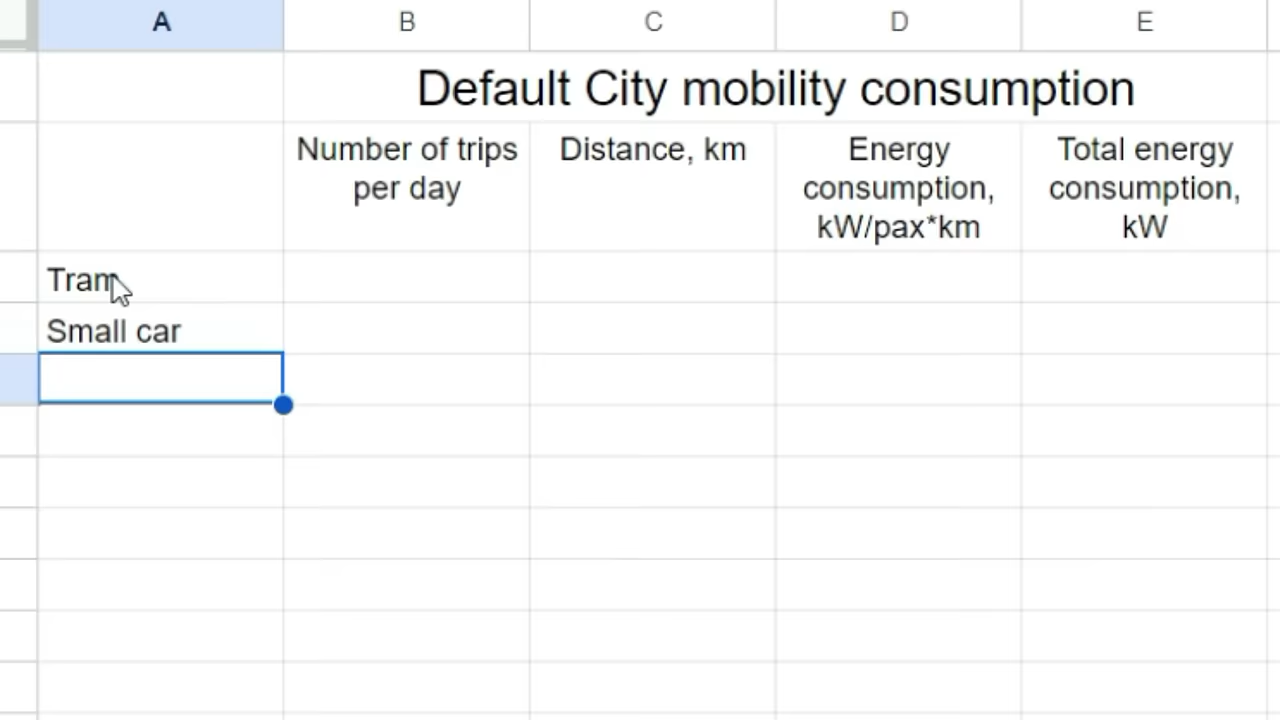 A B C D E
Default City mobility consumption
Number of trips
per day
Distance, km
Energy
consumption,
kW/pax*km
Total energy
consumption,
kW
Tram
Small car